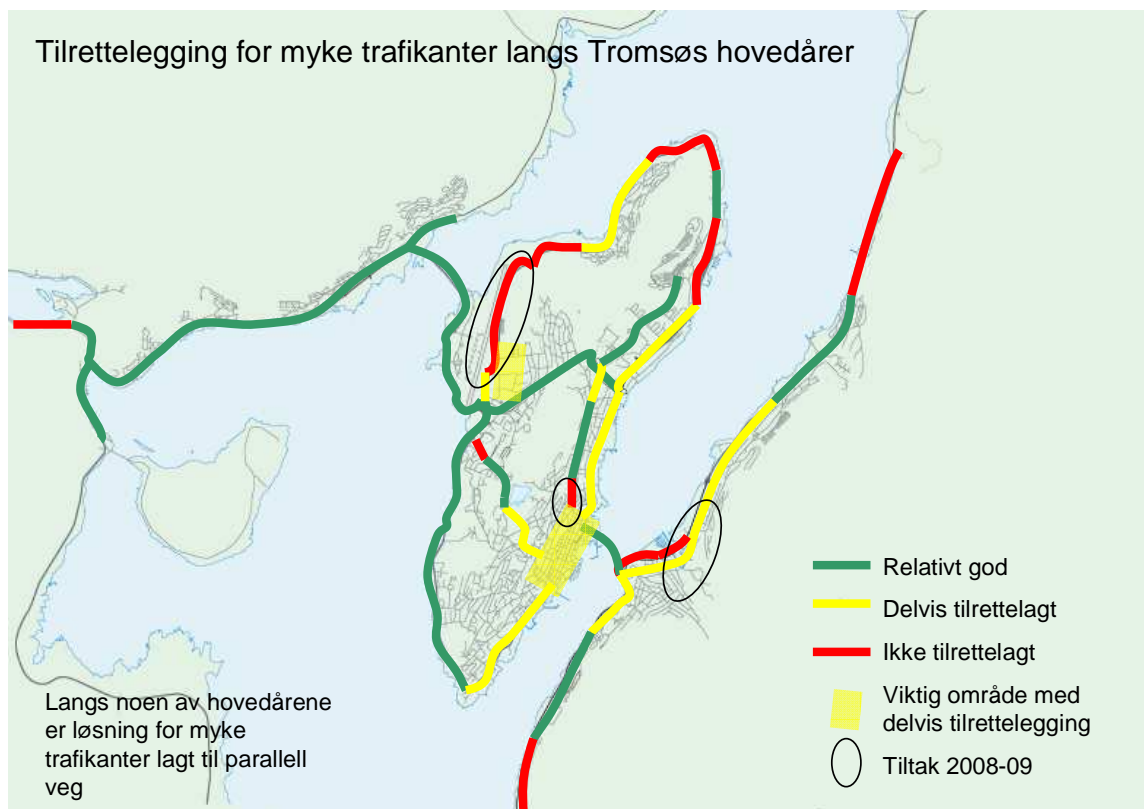 Tilrettelegging for myke trafikanter langs Tromsøs hovedårer
Relativt god
Delvis tilrettelagt
Ikke tilrettelagt
Viktig område med
delvis tilrettelegging
Tiltak 2008-09
Langs noen av hovedårene
er løsning for myke
trafikanter lagt til parallell
veg